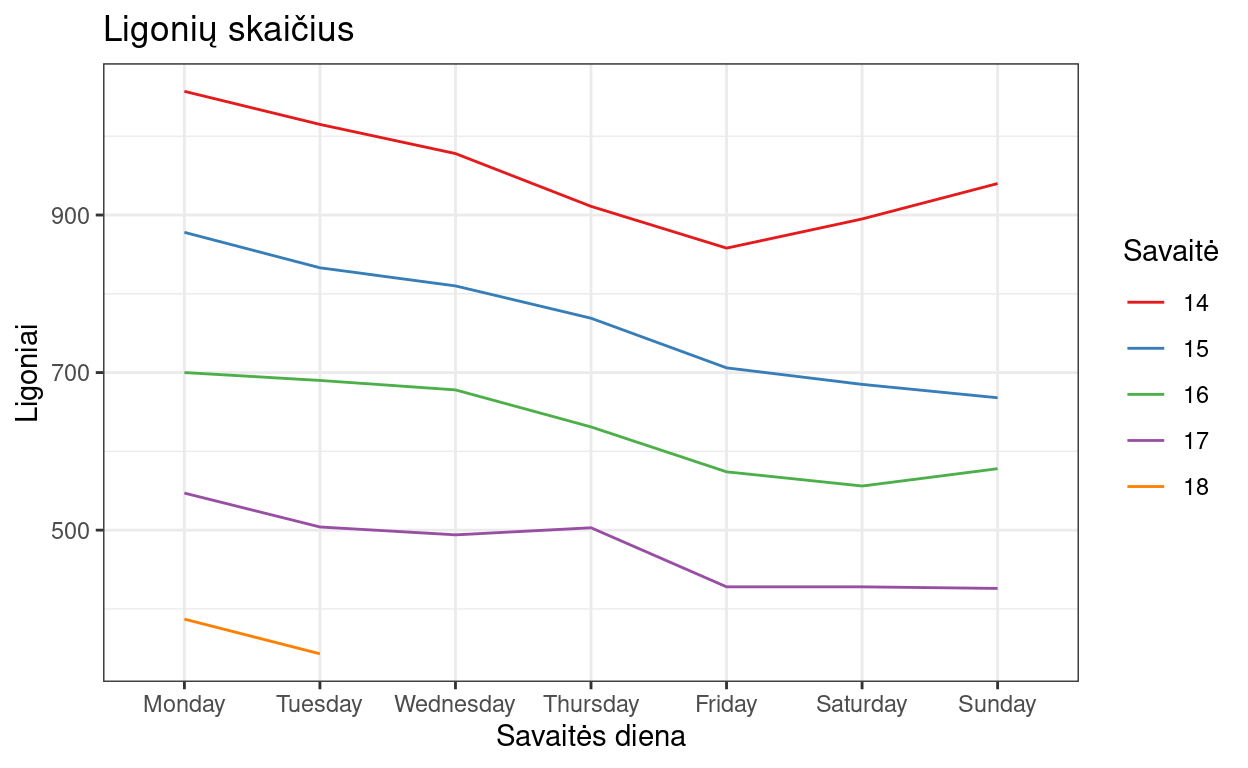 Ligonių skaičius
Ligoniai
900
700
500
Monday Tuesday Wednesday Thursday Friday Saturday Sunday
Savaitės diena
Savaitė
14
15
16
17
18